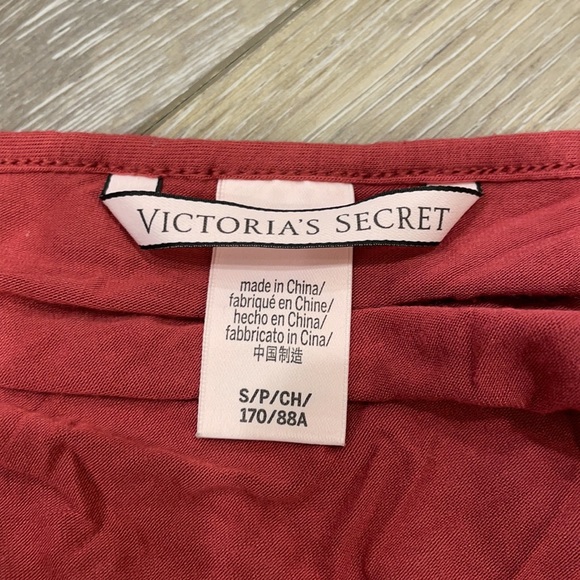 VICTORIA'S SECRET
made in China/
fabriqué en Chine/
hecho en China/
fabbricato in Cina/
中国制造
S/P/CH/
170/88A